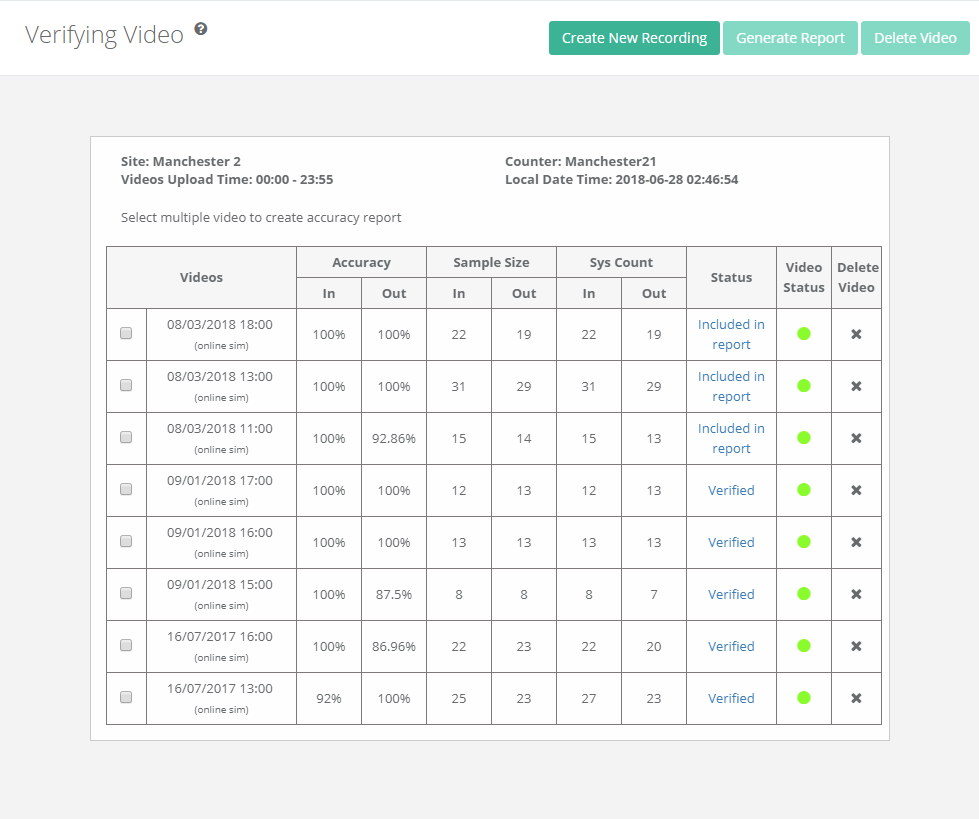 Verifying Video ?
Create New Recording Generate Report Delete Video
Site: Manchester 2 Counter: Manchester21
Videos Upload Time: 00:00 - 23:55 Local Date Time: 2018-06-28 02:46:54
Select multiple video to create accuracy report
Videos Accuracy Sample Size Sys Count Status Video Status Delete Video
In Out In Out In Out
08/03/2018 18:00 (online sim) 100% 100% 22 19 22 19 Included in report
08/03/2018 13:00 (online sim) 100% 100% 31 29 31 29 Included in report
08/03/2018 11:00 (online sim) 100% 92.86% 15 14 15 13 Included in report
09/01/2018 17:00 (online sim) 100% 100% 12 13 12 13 Verified
09/01/2018 16:00 (online sim) 100% 100% 13 13 13 13 Verified
09/01/2018 15:00 (online sim) 100% 87.5% 8 8 8 7 Verified
16/07/2017 16:00 (online sim) 100% 86.96% 22 23 22 20 Verified
16/07/2017 13:00 (online sim) 92% 100% 25 23 27 23 Verified